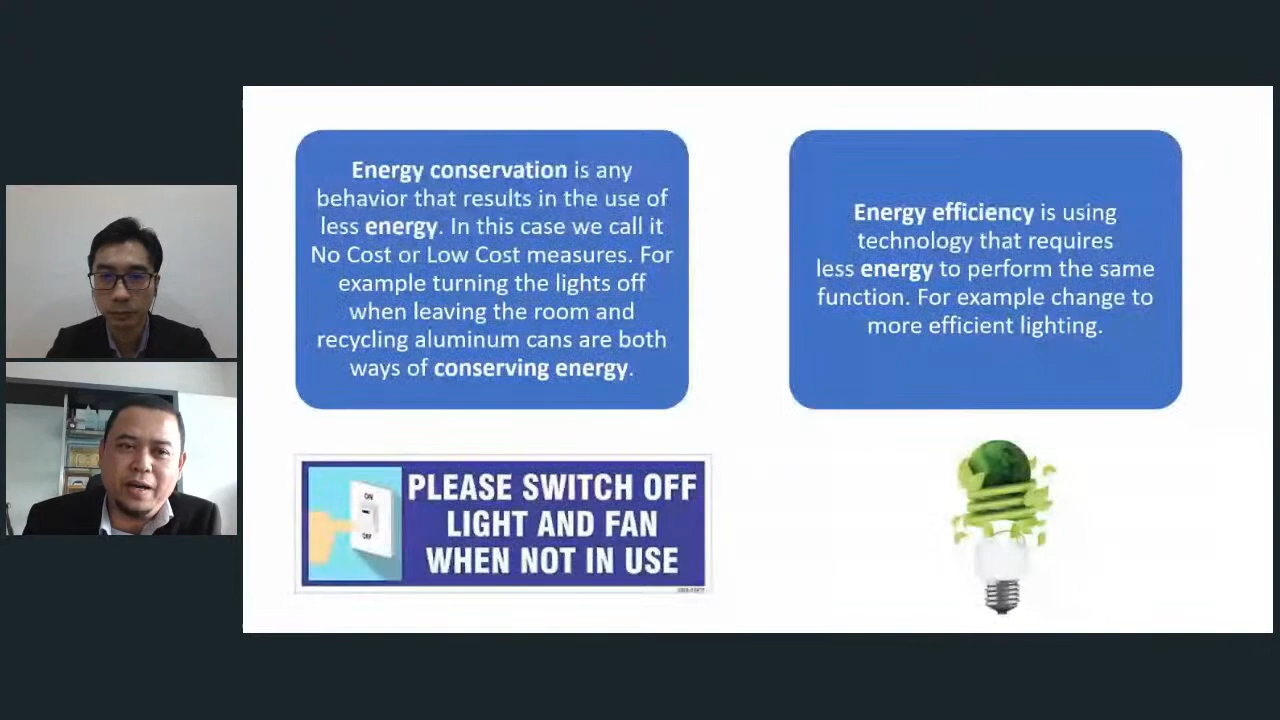 Energy conservation is any
behavior that results in the use of
less energy. In this case we call it
No Cost or Low Cost measures. For
example turning the lights off
when leaving the room and
recycling aluminum cans are both
ways of conserving energy.
Energy efficiency is using
technology that requires
less energy to perform the same
function. For example change to
more efficient lighting.
ON
OFF
PLEASE SWITCH OFF
LIGHT AND FAN
WHEN NOT IN USE